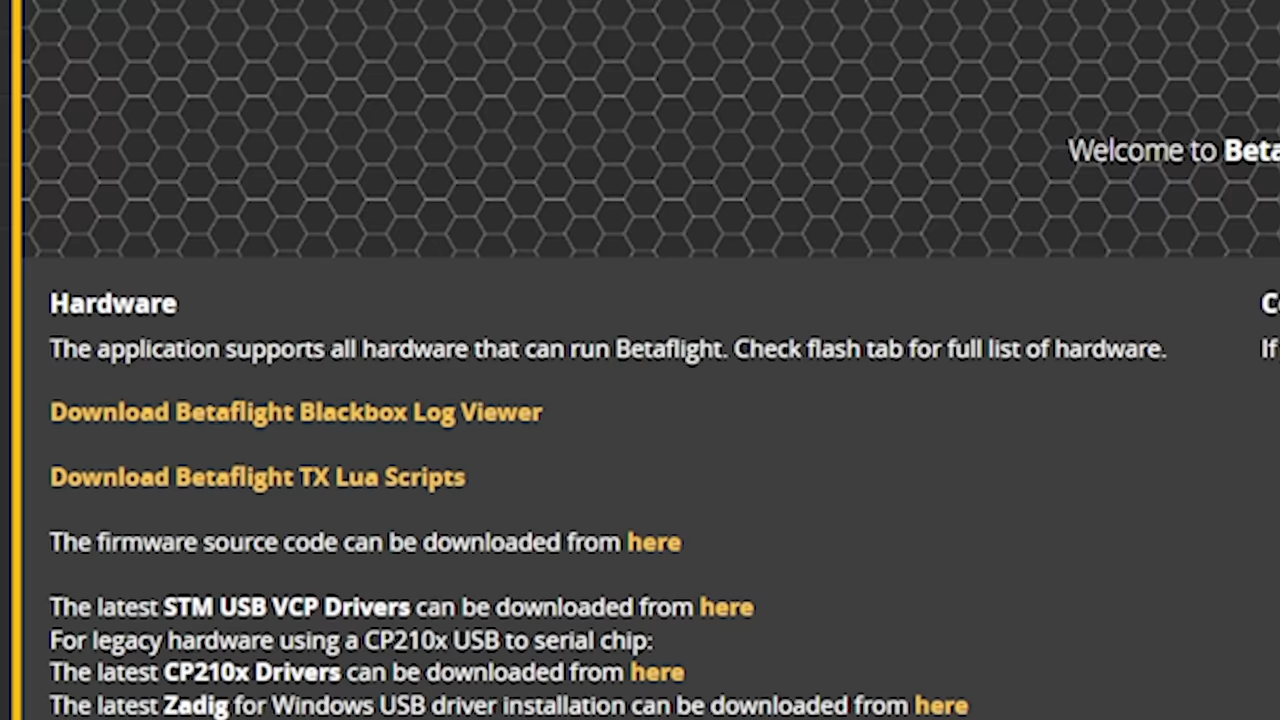 Welcome to Beta
Hardware
The application supports all hardware that can run Betaflight. Check flash tab for full list of hardware.
If
Download Betaflight Blackbox Log Viewer
Download Betaflight TX Lua Scripts
The firmware source code can be downloaded from here
The latest STM USB VCP Drivers can be downloaded from here
For legacy hardware using a CP210x USB to serial chip:
The latest CP210x Drivers can be downloaded from here
The latest Zadig for Windows USB driver installation can be downloaded from here